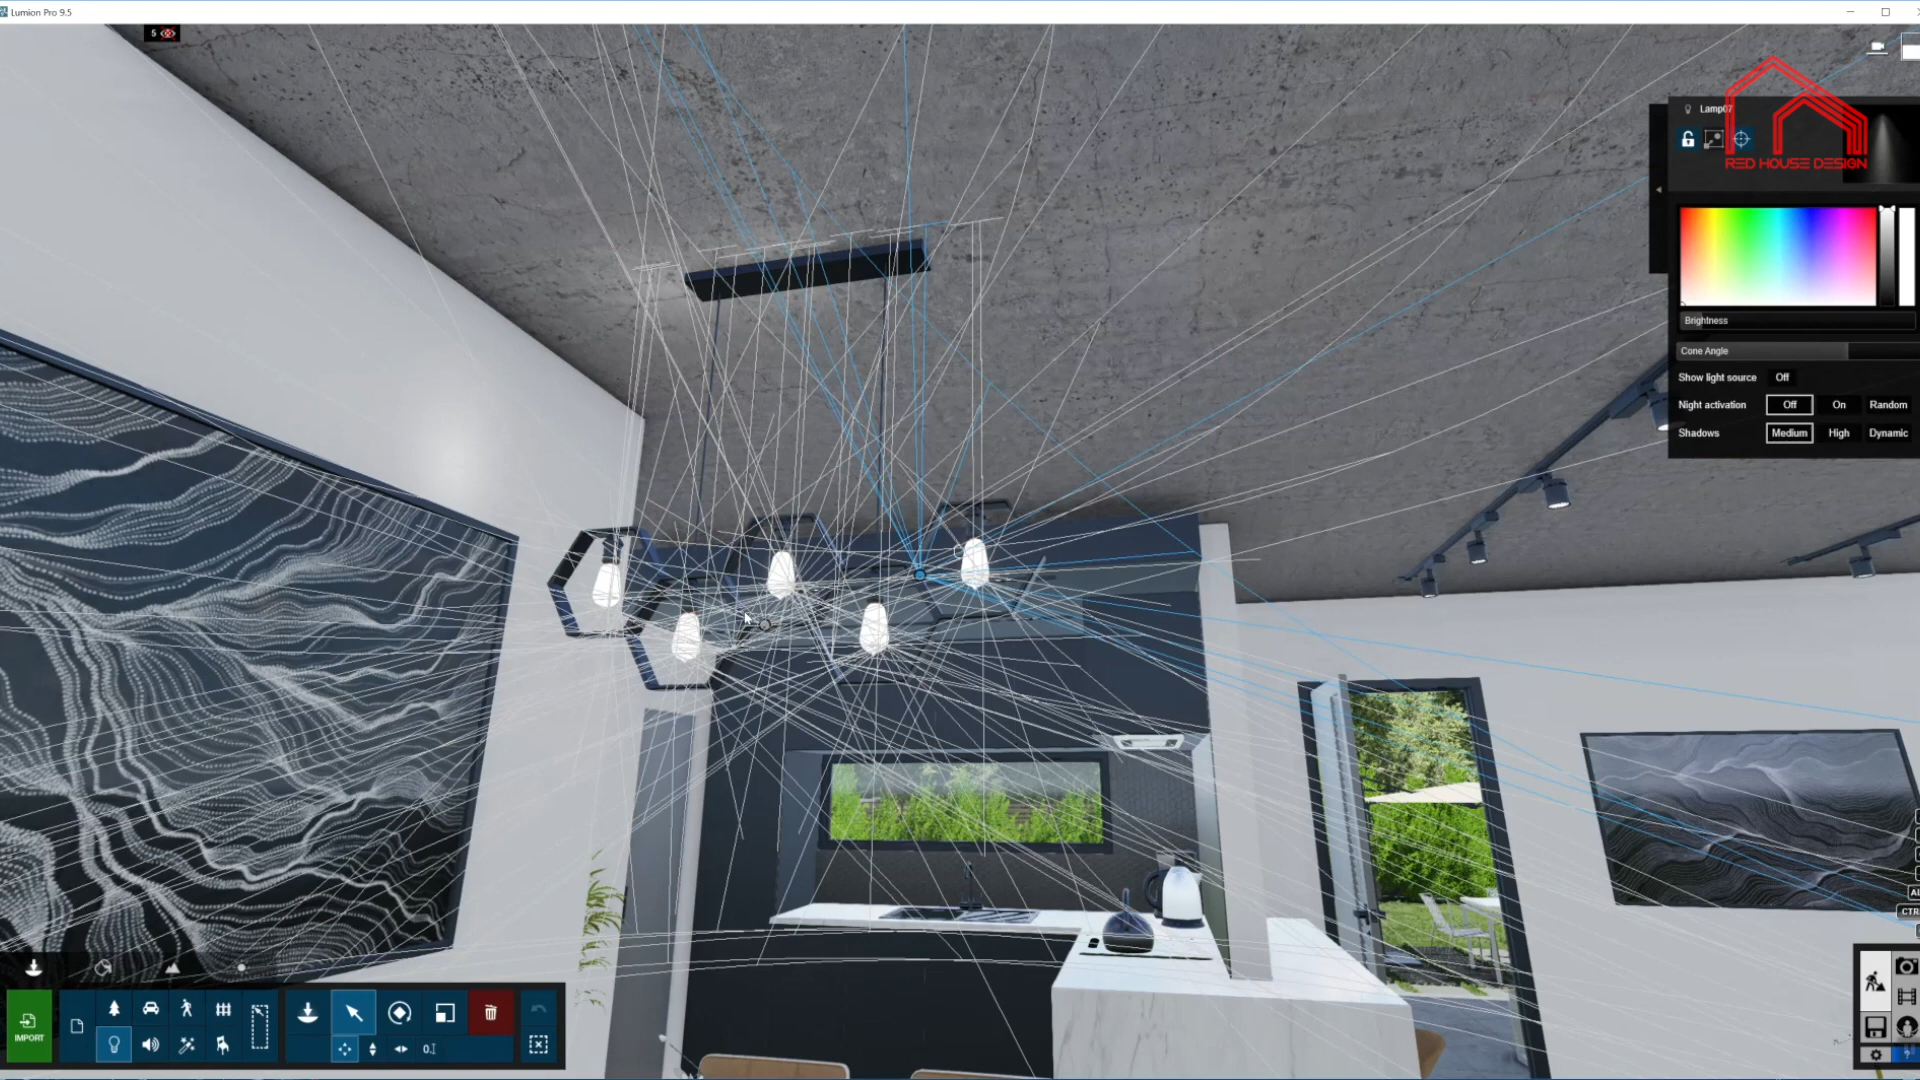 Lumion Pro 9.5
5
Lamp07
RED HOUSE DESIGN
Brightness
Cone Angle
Show light source Off
Night activation Off On Random
Shadows Medium High Dynamic
CTR
IMPORT